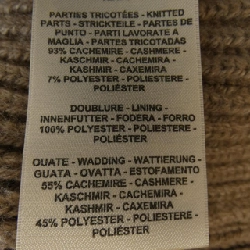 PARTIES TRICOTÉES - KNITTED
PARTS - STRICKTEILE - PARTES DE
PUNTO - PARTI LAVORATE A
MAGLIA - PARTES TRICOTADAS
93% CACHEMIRE - CASHMERE -
KASCHMIR - CACHEMIRA -
KASHMIR - CAXEMIRA
7% POLYESTER - POLIESTERE -
POLIÉSTER
DOUBLURE - LINING -
INNENFUTTER - FODERA - FORRO
100% POLYESTER - POLIESTERE -
POLIÉSTER
OUATE - WADDING - WATTIERUNG -
GUATA - OVATTA - ESTOFAMENTO
55% CACHEMIRE - CASHMERE -
KASCHMIR - CACHEMIRA -
KASHMIR - CAXEMIRA
45% POLYESTER - POLIESTERE -
POLIÉSTER